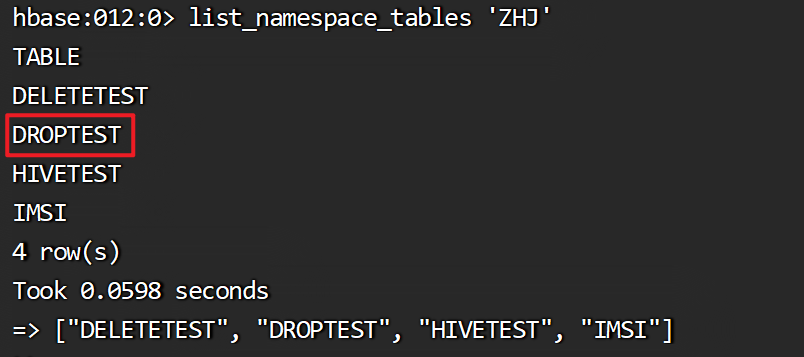 hbase:012:0> list_namespace_tables 'ZHJ'
TABLE
DELETETEST
DROPTEST
HIVETEST
IMSI
4 row(s)
Took 0.0598 seconds
=> ["DELETETEST", "DROPTEST", "HIVETEST", "IMSI"]